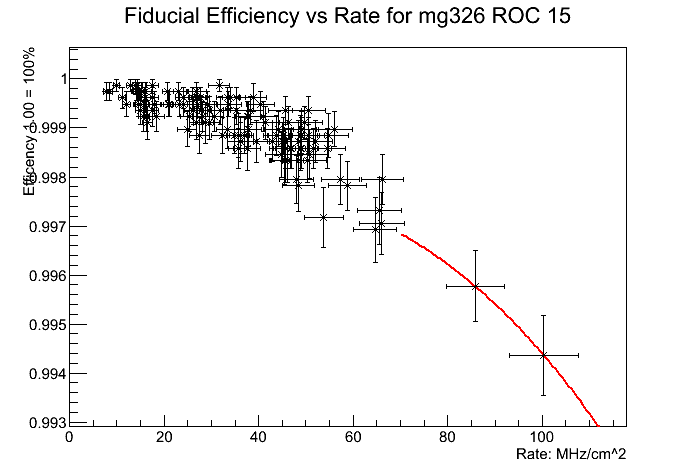 Fiducial Efficiency vs Rate for mg326 ROC 15
Efficency 1.00 = 100%
1
0.999
0.998
0.997
0.996
0.995
0.994
0.993
0 20 40 60 80 100
Rate: MHz/cm^2